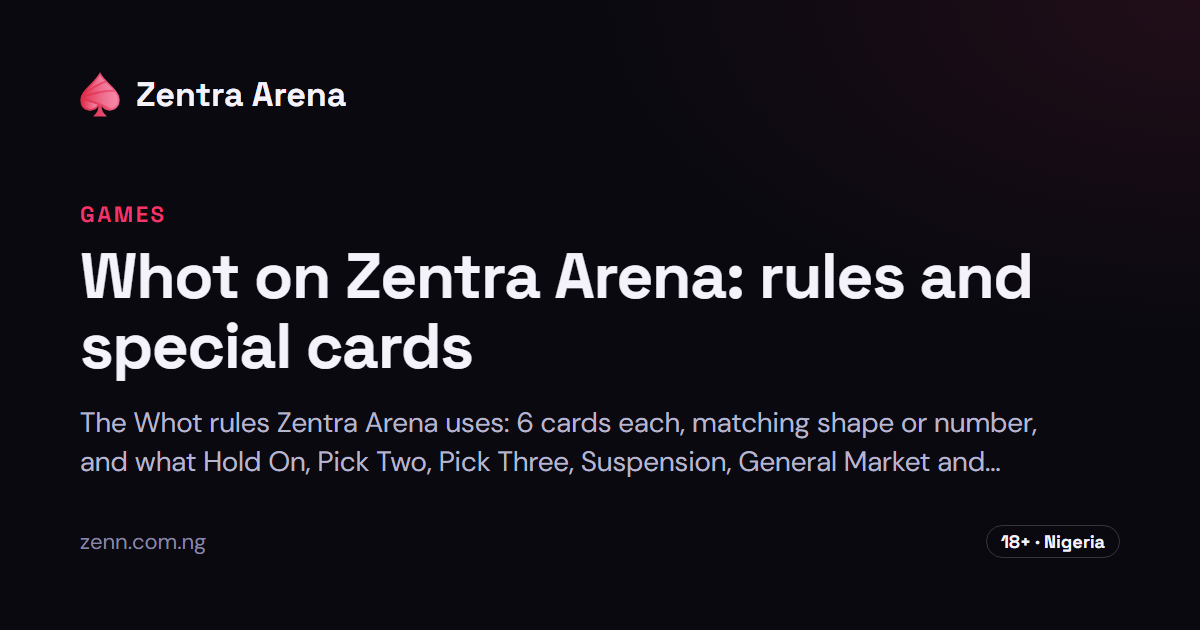 Zentra Arena
GAMES
Whot on Zentra Arena: rules and
special cards
The Whot rules Zentra Arena uses: 6 cards each, matching shape or number,
and what Hold On, Pick Two, Pick Three, Suspension, General Market and...
zenn.com.ng
18+ · Nigeria